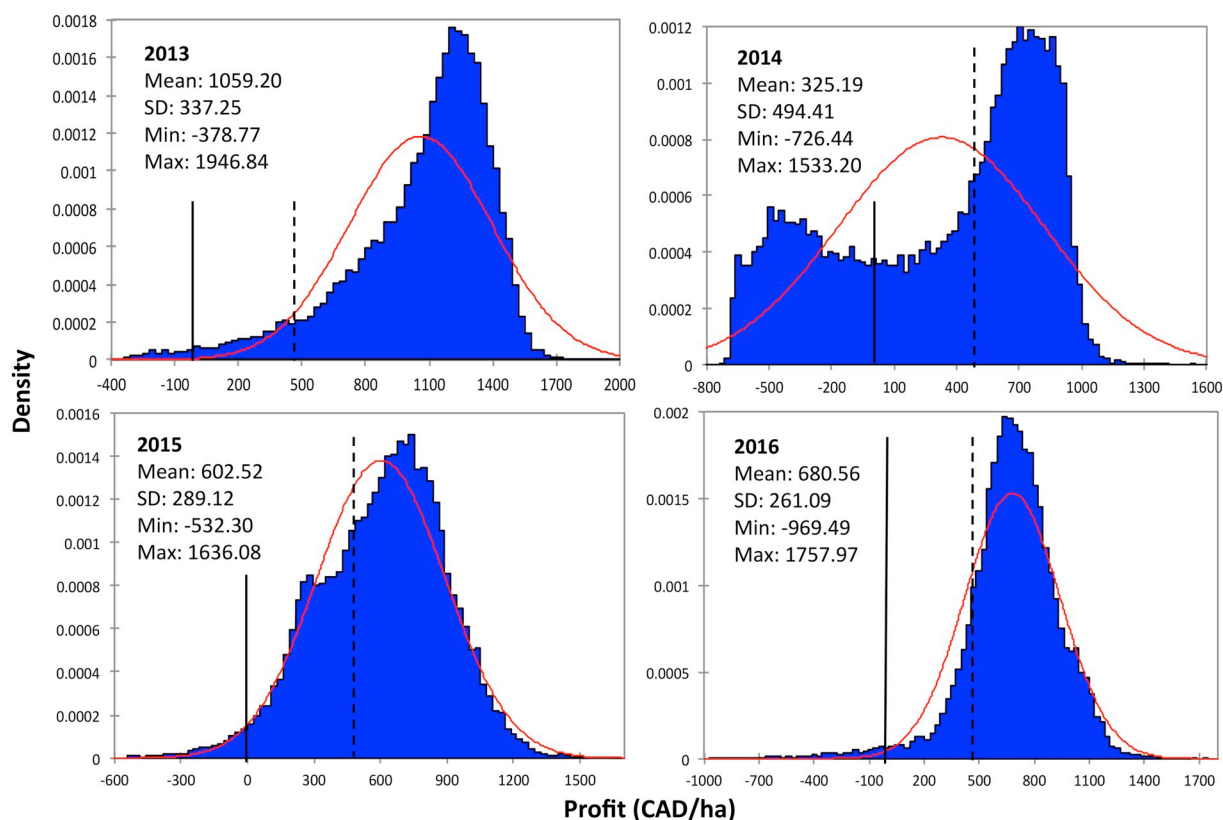 Density
0.0018
0.0016
0.0014
0.0012
0.001
0.0008
0.0006
0.0004
0.0002
0
2013
Mean: 1059.20
SD: 337.25
Min: -378.77
Max: 1946.84
-400 -100 200 500 800 1100 1400 1700 2000
0.0012
0.001
0.0008
0.0006
0.0004
0.0002
0
2014
Mean: 325.19
SD: 494.41
Min: -726.44
Max: 1533.20
-800 -500 -200 100 400 700 1000 1300 1600
0.0016
0.0014
0.0012
0.001
0.0008
0.0006
0.0004
0.0002
0
2015
Mean: 602.52
SD: 289.12
Min: -532.30
Max: 1636.08
-600 -300 0 300 600 900 1200 1500
0.002
0.0015
0.001
0.0005
0
2016
Mean: 680.56
SD: 261.09
Min: -969.49
Max: 1757.97
-1000 -700 -400 -100 200 500 800 1100 1400 1700
Profit (CAD/ha)